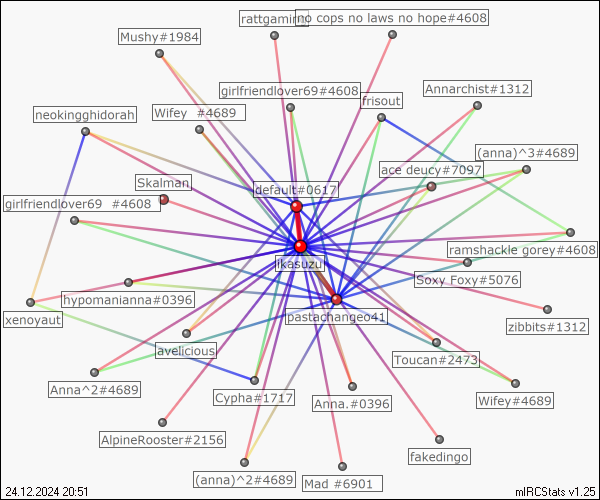 rattgaming
no cops no laws no hope#4608
Mushy#1984
girlfriendlover69#4608
Annarchist#1312
frisout
neokingghidorah
Wifey #4689
(anna)^3#4689
ace deucy#7097
Skalman
default#0617
girlfriendlover69 #4608
ramshackle gorey#4608
jikasuzu
Soxy Foxy#5076
hypomanianna#0396
pastachangeo41
xenoyaut
zibbits#1312
avelicious
Toucan#2473
Anna^2#4689
Cypha#1717
Anna.#0396
Wifey#4689
AlpineRooster#2156
fakedingo
(anna)^2#4689
Mad #6901
24.12.2024 20:51
mIRCStats v1.25